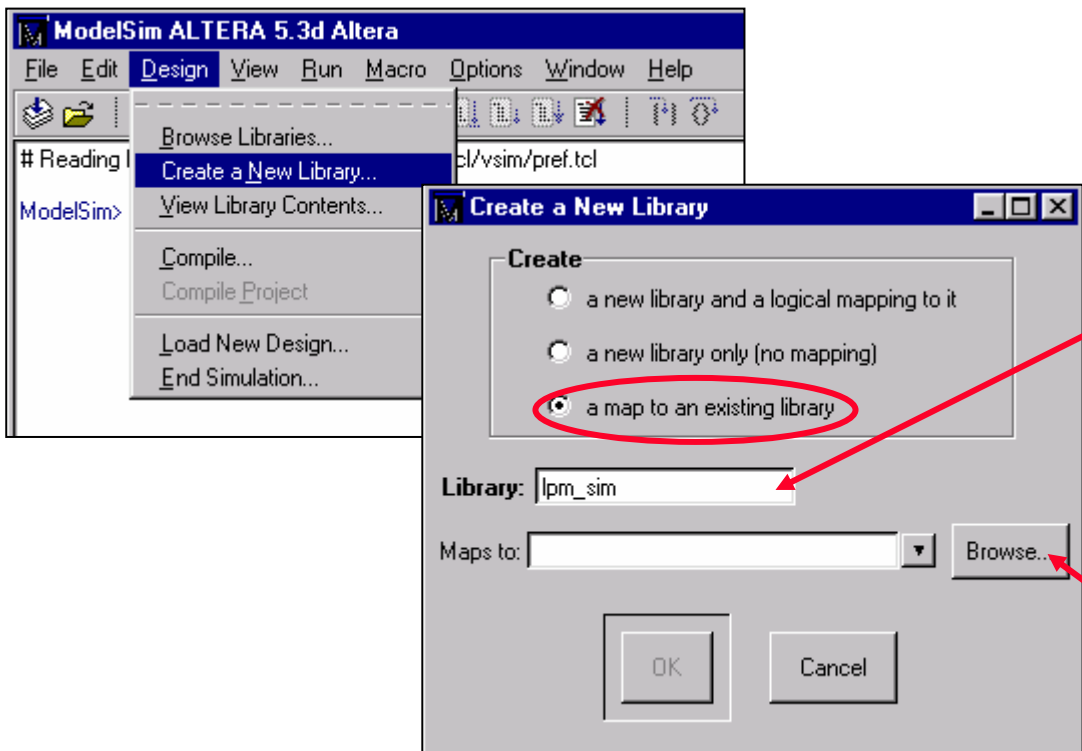 ModelSim ALTERA 5.3d Altera
File Edit Design View Run Macro Options Window Help
# Reading cl/vsim/pref.tcl
ModelSim>
Browse Libraries...
Create a New Library...
View Library Contents...
Compile...
Compile Project
Load New Design...
End Simulation...
Create a New Library
Create
a new library and a logical mapping to it
a new library only (no mapping)
a map to an existing library
Library: lpm_sim
Maps to: Browse...
OK Cancel